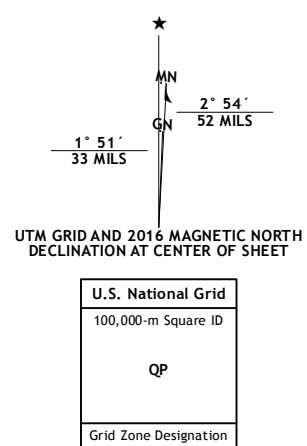 ★
MN
2° 54´
52 MILS
GN
1° 51´
33 MILS
UTM GRID AND 2016 MAGNETIC NORTH
DECLINATION AT CENTER OF SHEET
U.S. National Grid
100,000-m Square ID
QP
Grid Zone Designation